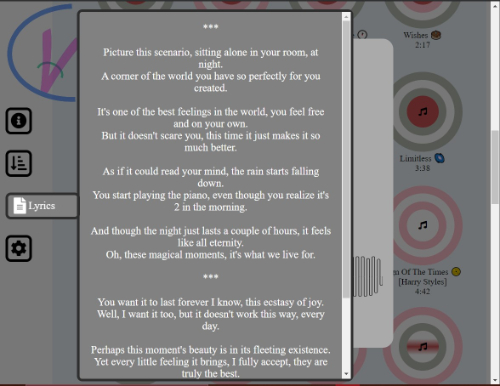 ***
Picture this scenario, sitting alone in your room, at
night.
A corner of the world you have so perfectly for you
created.
It's one of the best feelings in the world, you feel free
and on your own.
But it doesn't scare you, this time it just makes it so
much better.
As if it could read your mind, the rain starts falling
down.
You start playing the piano, even though you realize it's
2 in the morning.
And though the night just lasts a couple of hours, it feels
like all eternity.
Oh, these magical moments, it's what we live for.
***
You want it to last forever I know, this ecstasy of joy.
Well, I want it too, but it doesn't work this way, every
day.
Perhaps this moment's beauty is in its fleeting existence.
Yet every little feeling it brings, I fully accept, they are
truly the best.
Lyrics
Wishes
2:17
Limitless
3:38
Of The Times
[Harry Styles]
4:42